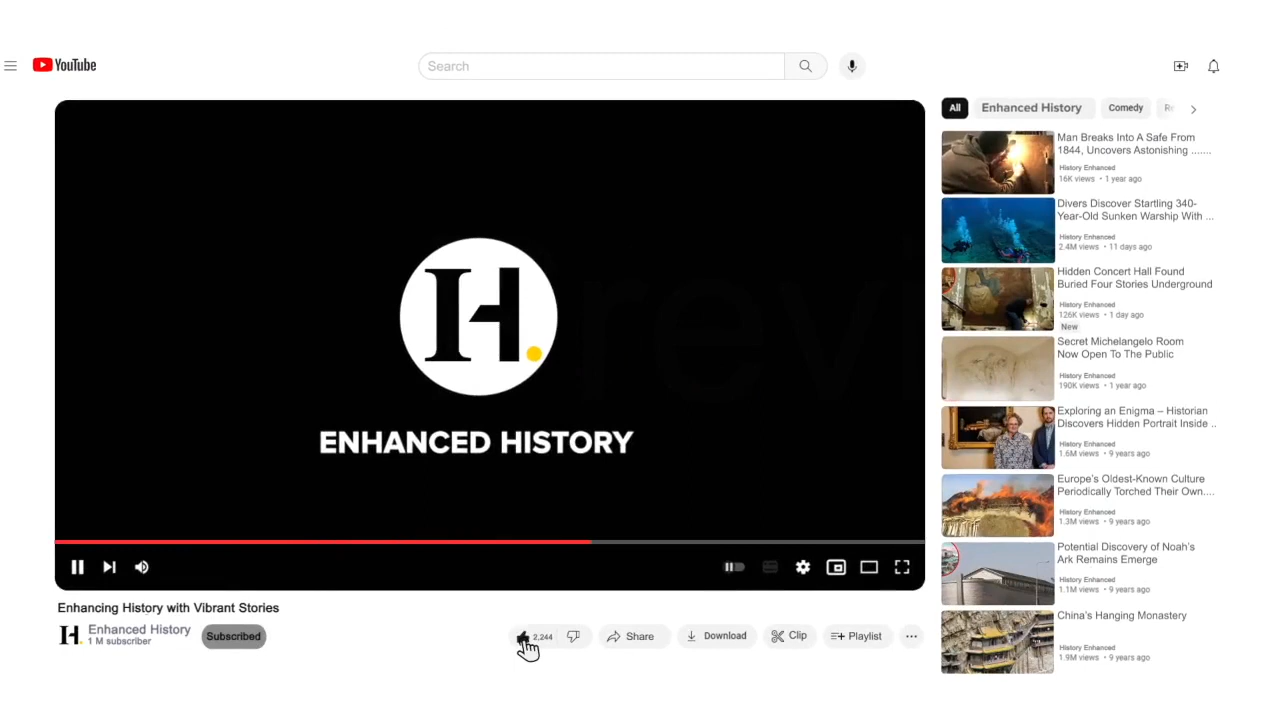 YouTube
Search
All
Enhanced History
Comedy
H.
ENHANCED HISTORY
Enhancing History with Vibrant Stories
H.
Enhanced History
1 M subscriber
Subscribed
2,244
Share
Download
Clip
Playlist
Man Breaks Into A Safe From
1844, Uncovers Astonishing .......
History Enhanced
16K views • 1 year ago
Divers Discover Startling 340-
Year-Old Sunken Warship With ...
History Enhanced
2.4M views • 11 days ago
Hidden Concert Hall Found
Buried Four Stories Underground
History Enhanced
126K views • 1 day ago
New
Secret Michelangelo Room
Now Open To The Public
History Enhanced
190K views • 1 year ago
Exploring an Enigma – Historian
Discovers Hidden Portrait Inside ..
History Enhanced
1.6M views • 9 years ago
Europe's Oldest-Known Culture
Periodically Torched Their Own....
History Enhanced
1.3M views • 9 years ago
Potential Discovery of Noah's
Ark Remains Emerge
History Enhanced
1.1M views • 9 years ago
China's Hanging Monastery
History Enhanced
1.9M views • 9 years ago